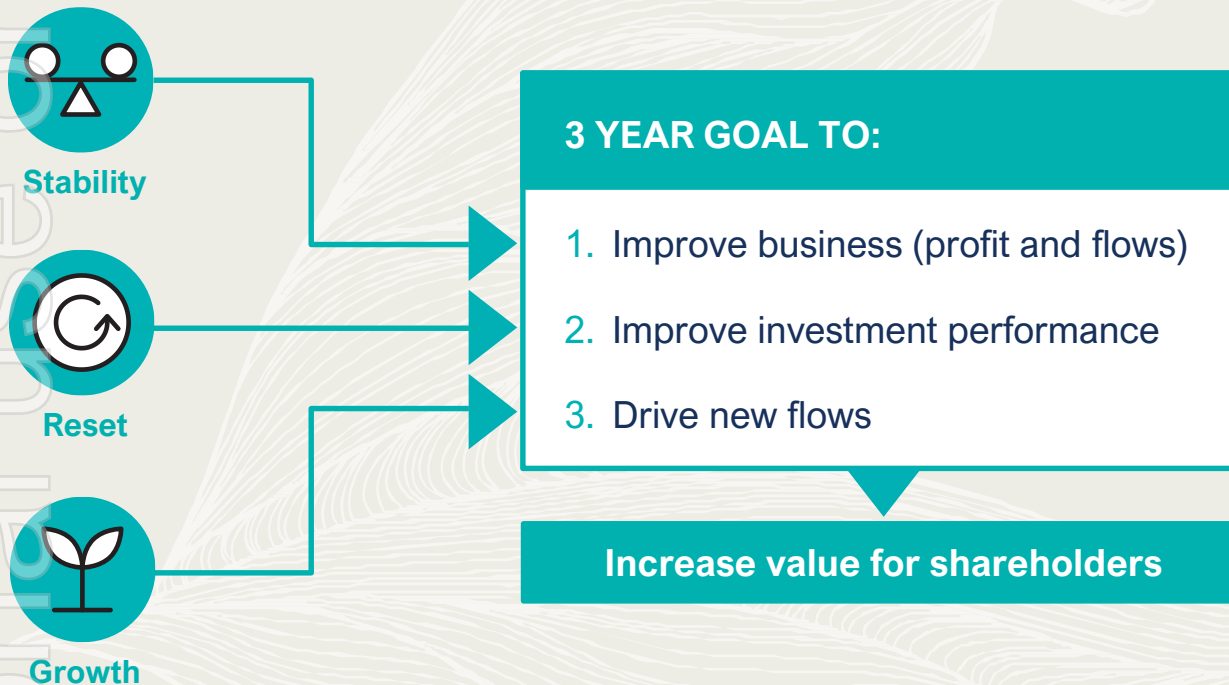 Stability
Reset
Growth
3 YEAR GOAL TO:
1. Improve business (profit and flows)
2. Improve investment performance
3. Drive new flows
Increase value for shareholders